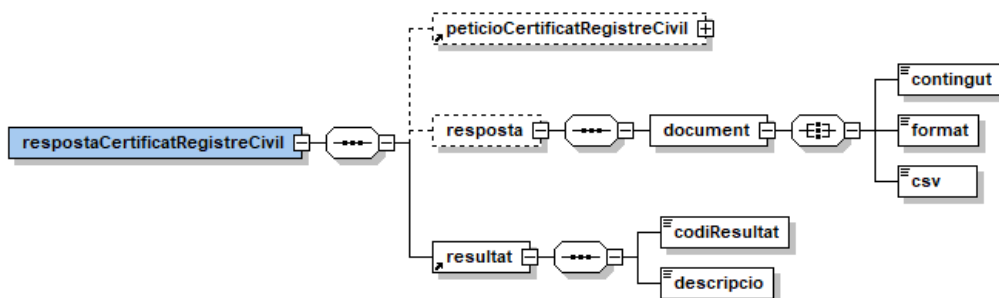 peticioCertificatRegistreCivil
contingut
respostaCertificatRegistreCivil
resposta
document
format
csv
resultat
codiResultat
descripcio